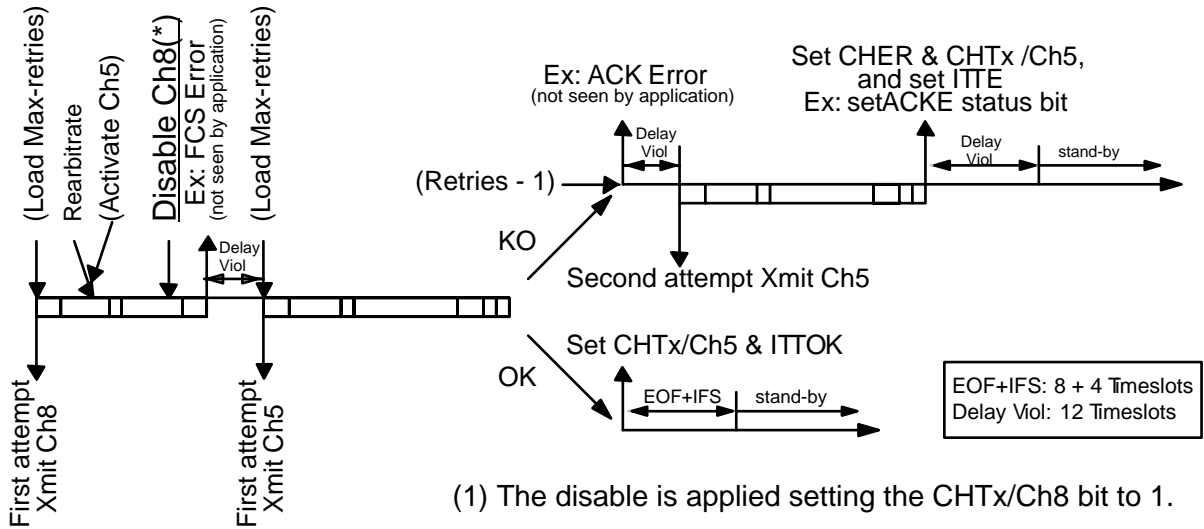 (Load Max-retries)
Rearbitrate
(Activate Ch5)
Disable Ch8(*)
Ex: FCS Error
(not seen by application)
(Load Max-retries)
Delay
Viol
First attempt
Xmit Ch8
First attempt
Xmit Ch5
(Retries - 1)
KO
OK
Ex: ACK Error
(not seen by application)
Delay
Viol
Second attempt Xmit Ch5
Set CHER & CHTx /Ch5,
and set ITTE
Ex: setACKE status bit
Delay
Viol
stand-by
Set CHTx/Ch5 & ITTOK
EOF+IFS
stand-by
EOF+IFS: 8 + 4 Timeslots
Delay Viol: 12 Timeslots
(1) The disable is applied setting the CHTx/Ch8 bit to 1.